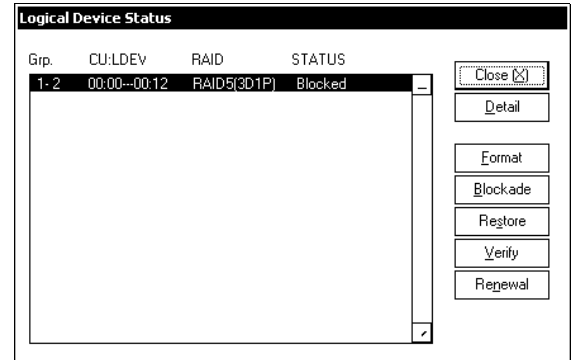 Logical Device Status
Grp. CU:LDEV RAID STATUS
1- 2 00:00---00:12 RAID5(3D1P) Blocked
Close (X)
Detail
Format
Blockade
Restore
Verify
Renewal